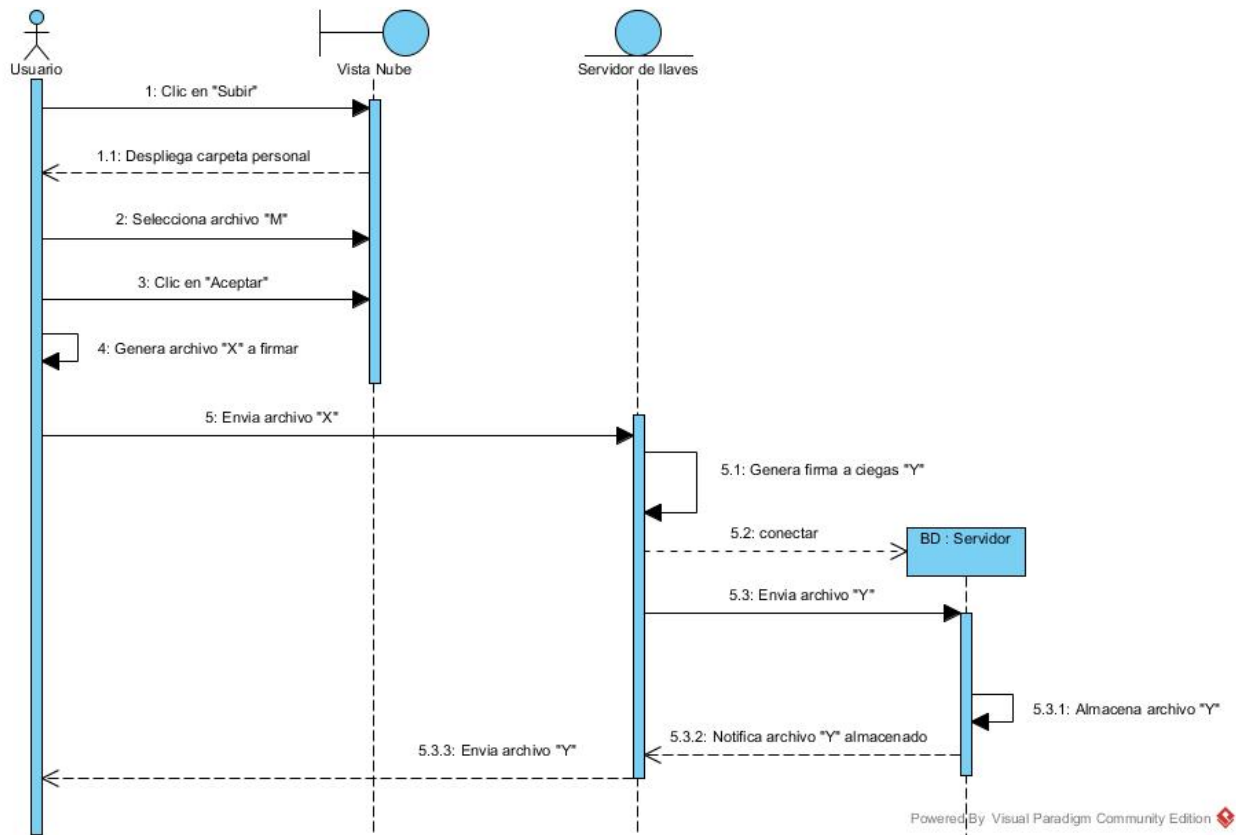 Usuario
Vista Nube
Servidor de llaves
1: Clic en "Subir"
1.1: Despliega carpeta personal
2: Selecciona archivo "M"
3: Clic en "Aceptar"
4: Genera archivo "X" a firmar
5: Envia archivo "X"
5.1: Genera firma a ciegas "Y"
5.2: conectar
BD : Servidor
5.3: Envia archivo "Y"
5.3.1: Almacena archivo "Y"
5.3.2: Notifica archivo "Y" almacenado
5.3.3: Envia archivo "Y"
Powered By Visual Paradigm Community Edition